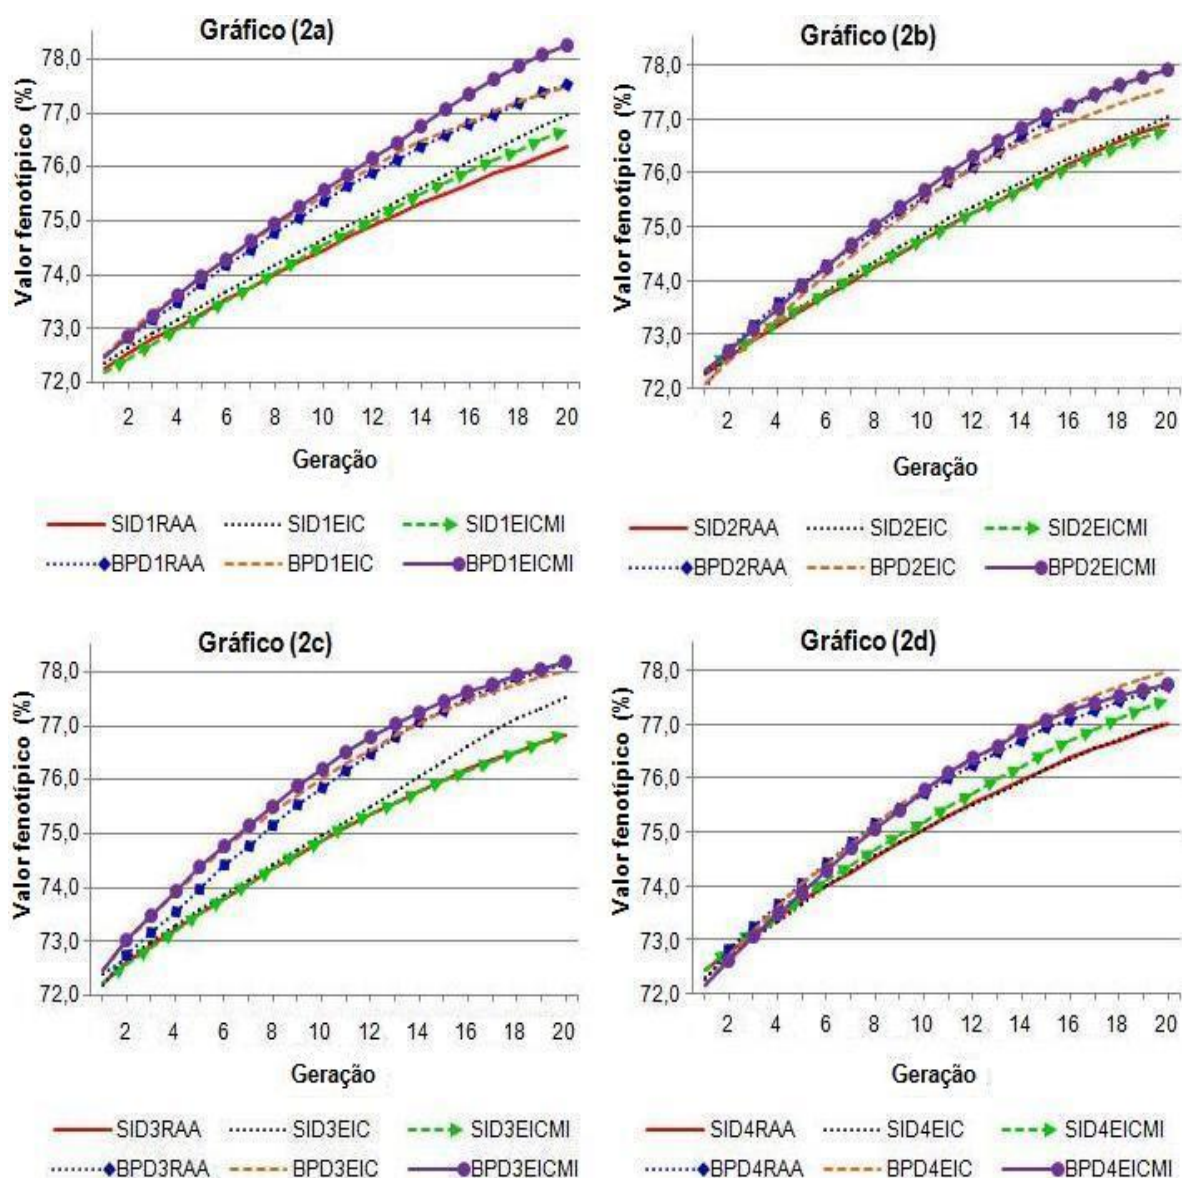 Gráfico (2a)
Valor fenotípico (%)
78,0
77,0
76,0
75,0
74,0
73,0
72,0
2 4 6 8 10 12 14 16 18 20
Geração
SID1RAA SID1EIC SID1EICMI
BPD1RAA BPD1EIC BPD1EICMI
Gráfico (2b)
Valor fenotípico (%)
78,0
77,0
76,0
75,0
74,0
73,0
72,0
2 4 6 8 10 12 14 16 18 20
Geração
SID2RAA SID2EIC SID2EICMI
BPD2RAA BPD2EIC BPD2EICMI
Gráfico (2c)
Valor fenotípico (%)
78,0
77,0
76,0
75,0
74,0
73,0
72,0
2 4 6 8 10 12 14 16 18 20
Geração
SID3RAA SID3EIC SID3EICMI
BPD3RAA BPD3EIC BPD3EICMI
Gráfico (2d)
Valor fenotípico (%)
78,0
77,0
76,0
75,0
74,0
73,0
72,0
2 4 6 8 10 12 14 16 18 20
Geração
SID4RAA SID4EIC SID4EICMI
BPD4RAA BPD4EIC BPD4EICMI